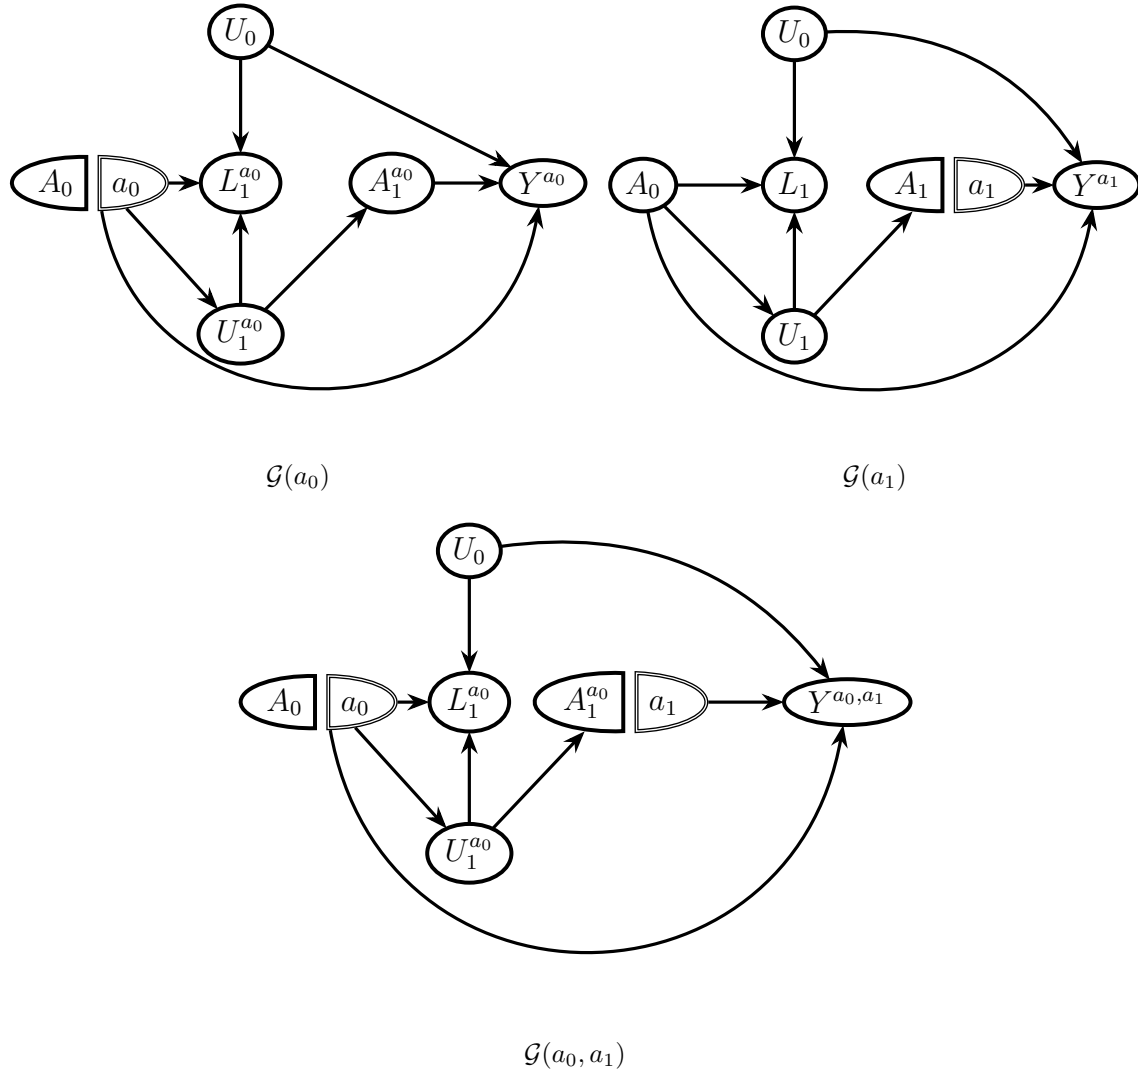 U₀ U₀
A₀ a₀ L₁^{a₀} A₁^{a₀} Y^{a₀} A₀ L₁ A₁ a₁ Y^{a₁}
U₁^{a₀} U₁
𝒢(a₀) 𝒢(a₁)
U₀
A₀ a₀ L₁^{a₀} A₁^{a₀} a₁ Y^{a₀,a₁}
U₁^{a₀}
𝒢(a₀, a₁)